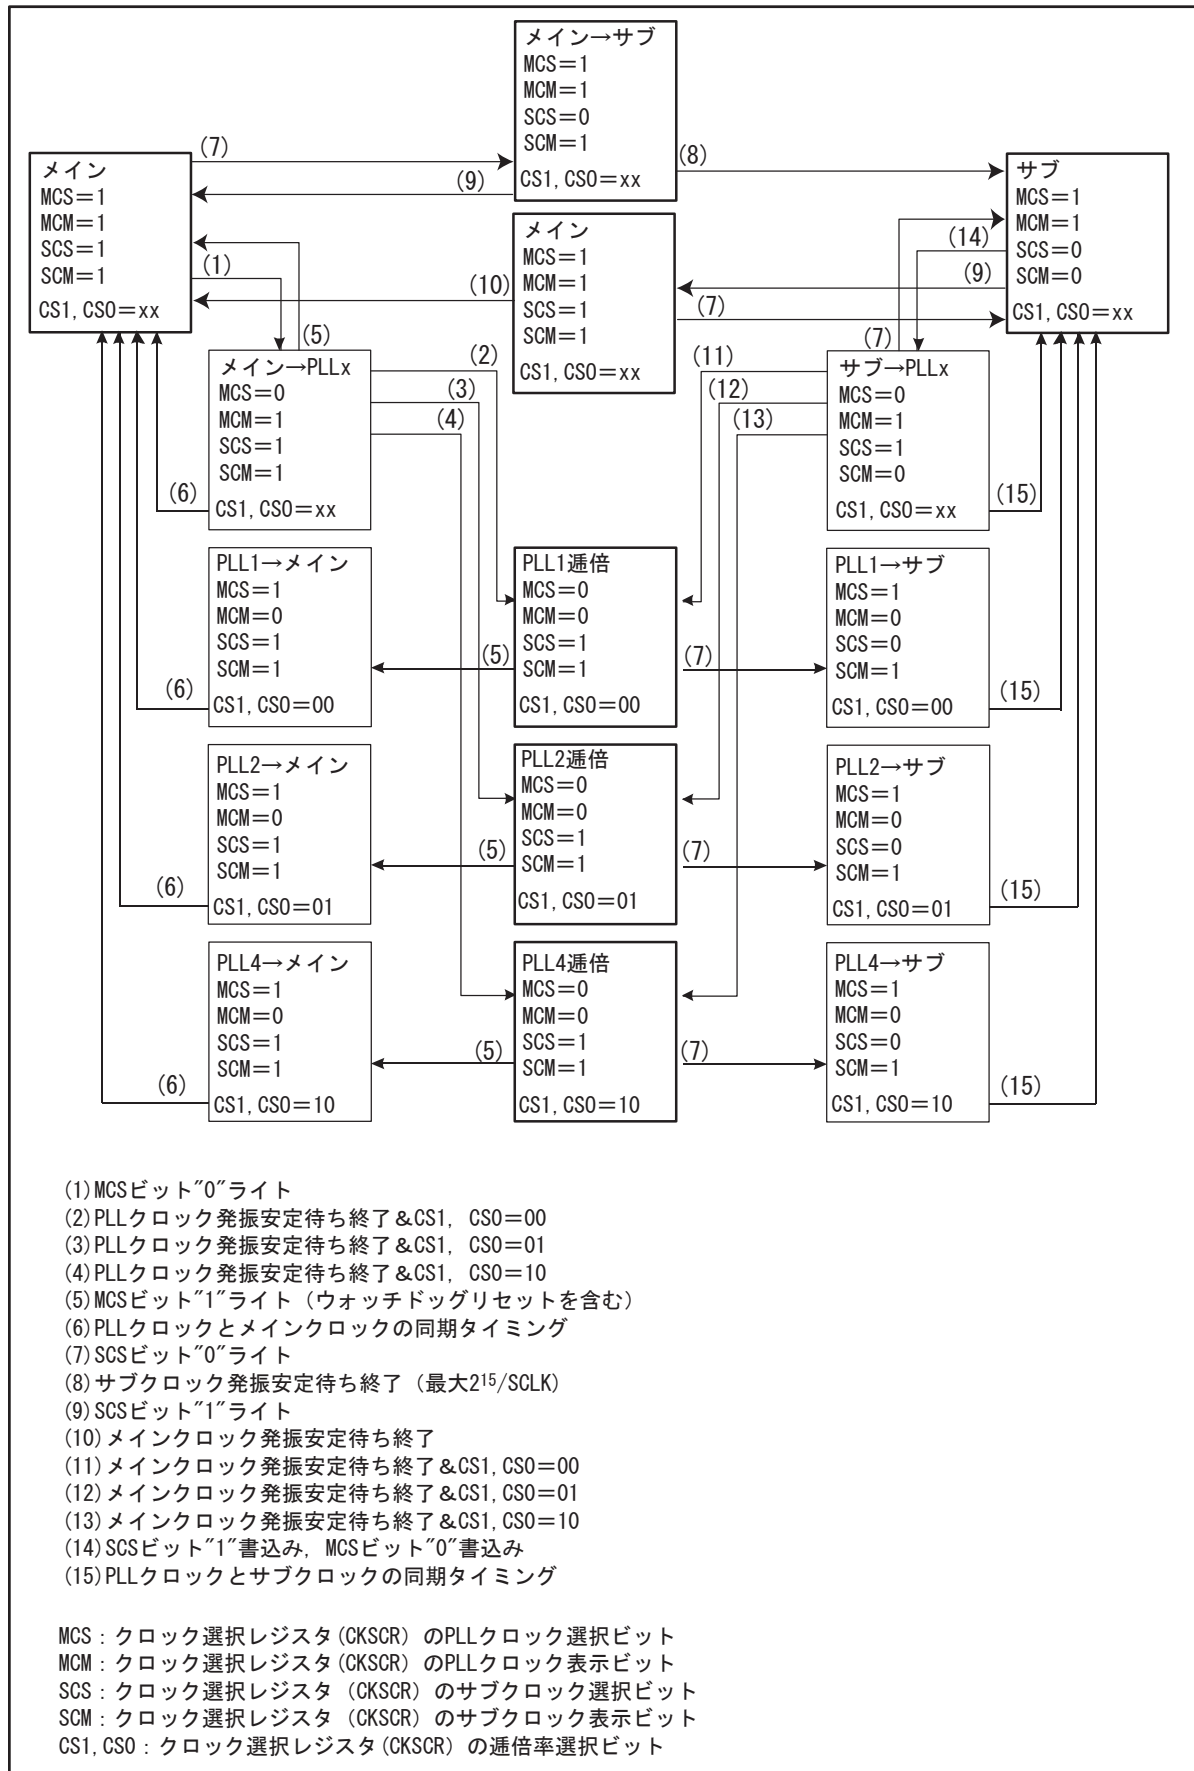 メイン→サブ
MCS=1
MCM=1
SCS=0
SCM=1
CS1,CS0=xx
(7)
(9)
(8)
メイン
MCS=1
MCM=1
SCS=1
SCM=1
CS1,CS0=xx
(1)
(5)
メイン
MCS=1
MCM=1
SCS=1
SCM=1
CS1,CS0=xx
(10)
(9)
(7)
サブ
MCS=1
MCM=1
SCS=0
SCM=0
CS1,CS0=xx
(14)
(7)
メイン→PLLx
MCS=0
MCM=1
SCS=1
SCM=1
CS1,CS0=xx
(2)
(3)
(4)
(6)
(11)
(12)
(13)
サブ→PLLx
MCS=0
MCM=1
SCS=1
SCM=0
CS1,CS0=xx
(15)
PLL1→メイン
MCS=1
MCM=0
SCS=1
SCM=1
CS1,CS0=00
(6)
(5)
PLL1逓倍
MCS=0
MCM=0
SCS=1
SCM=1
CS1,CS0=00
(7)
PLL1→サブ
MCS=1
MCM=0
SCS=0
SCM=1
CS1,CS0=00
(15)
PLL2→メイン
MCS=1
MCM=0
SCS=1
SCM=1
CS1,CS0=01
(6)
(5)
PLL2逓倍
MCS=0
MCM=0
SCS=1
SCM=1
CS1,CS0=01
(7)
PLL2→サブ
MCS=1
MCM=0
SCS=0
SCM=1
CS1,CS0=01
(15)
PLL4→メイン
MCS=1
MCM=0
SCS=1
SCM=1
CS1,CS0=10
(6)
(5)
PLL4逓倍
MCS=0
MCM=0
SCS=1
SCM=1
CS1,CS0=10
(7)
PLL4→サブ
MCS=1
MCM=0
SCS=0
SCM=1
CS1,CS0=10
(15)
(1)MCSビット"0"ライト
(2)PLLクロック発振安定待ち終了&CS1, CS0=00
(3)PLLクロック発振安定待ち終了&CS1, CS0=01
(4)PLLクロック発振安定待ち終了&CS1, CS0=10
(5)MCSビット"1"ライト（ウォッチドッグリセットを含む）
(6)PLLクロックとメインクロックの同期タイミング
(7)SCSビット"0"ライト
(8)サブクロック発振安定待ち終了（最大2¹⁵/SCLK）
(9)SCSビット"1"ライト
(10)メインクロック発振安定待ち終了
(11)メインクロック発振安定待ち終了&CS1,CS0=00
(12)メインクロック発振安定待ち終了&CS1,CS0=01
(13)メインクロック発振安定待ち終了&CS1,CS0=10
(14)SCSビット"1"書込み, MCSビット"0"書込み
(15)PLLクロックとサブクロックの同期タイミング
MCS：クロック選択レジスタ(CKSCR) のPLLクロック選択ビット
MCM：クロック選択レジスタ(CKSCR) のPLLクロック表示ビット
SCS：クロック選択レジスタ（CKSCR）のサブクロック選択ビット
SCM：クロック選択レジスタ（CKSCR）のサブクロック表示ビット
CS1,CS0：クロック選択レジスタ(CKSCR) の逓倍率選択ビット